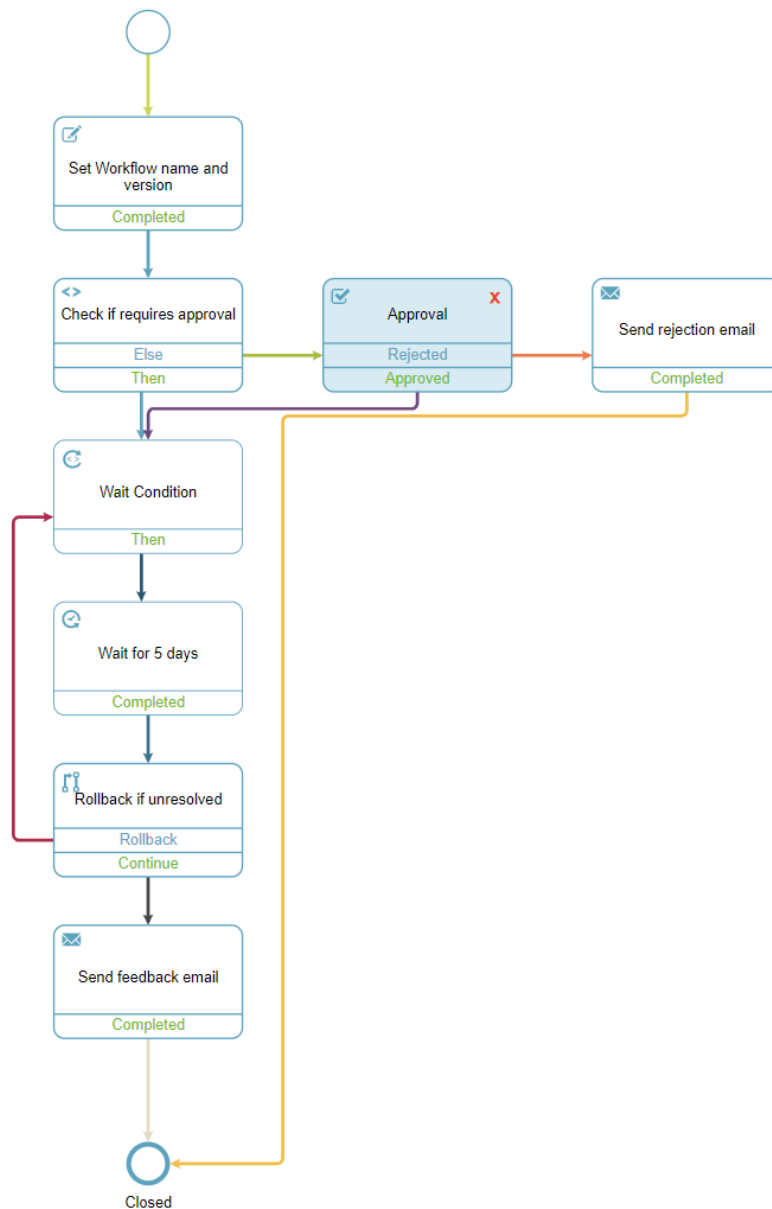 Set Workflow name and
version
Completed
Check if requires approval
Else
Then
X
Approval
Rejected
Approved
Send rejection email
Completed
Wait Condition
Then
Wait for 5 days
Completed
Rollback if unresolved
Rollback
Continue
Send feedback email
Completed
Closed